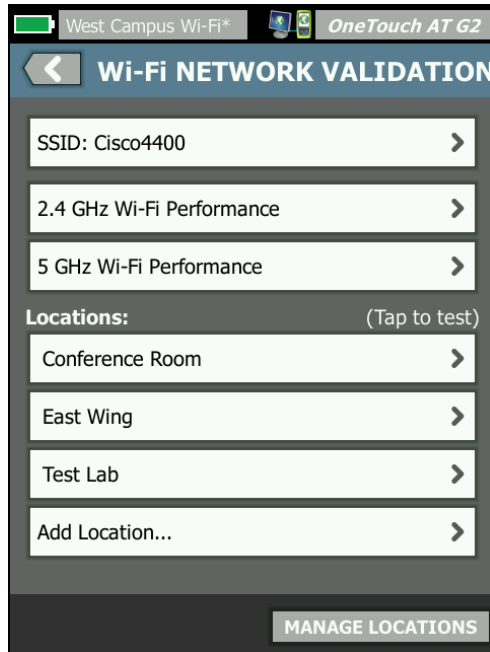 West Campus Wi-Fi* OneTouch AT G2
Wi-Fi NETWORK VALIDATION
SSID: Cisco4400
2.4 GHz Wi-Fi Performance
5 GHz Wi-Fi Performance
Locations: (Tap to test)
Conference Room
East Wing
Test Lab
Add Location...
MANAGE LOCATIONS